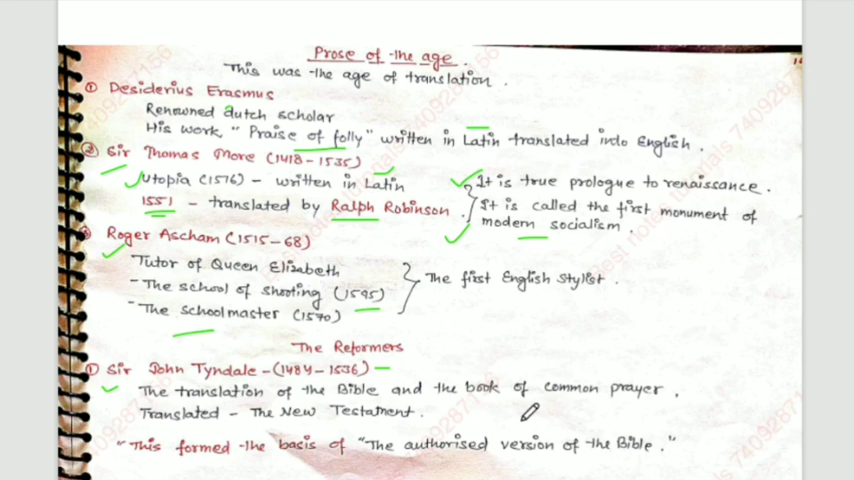 Prose of the age.
This was the age of translation.
① Desiderius Erasmus
Renowned dutch scholar
His work, "Praise of folly" written in Latin translated into English.
② Sir Thomas More (1418-1535)
Utopia (1576) - written in Latin
It is true prologue to renaissance.
1551 - translated by Ralph Robinson.
It is called the first monument of
modern socialism.
③ Roger Ascham (1515-68)
Tutor of Queen Elizabeth
- The school of shooting (1545)
The first English Stylist.
- The schoolmaster (1570)
The Reformers
① Sir John Tyndale - (1484-1536)
The translation of the Bible and the book of common prayer.
Translated - The New Testament.
"This formed the basis of "The authorised version of the Bible."